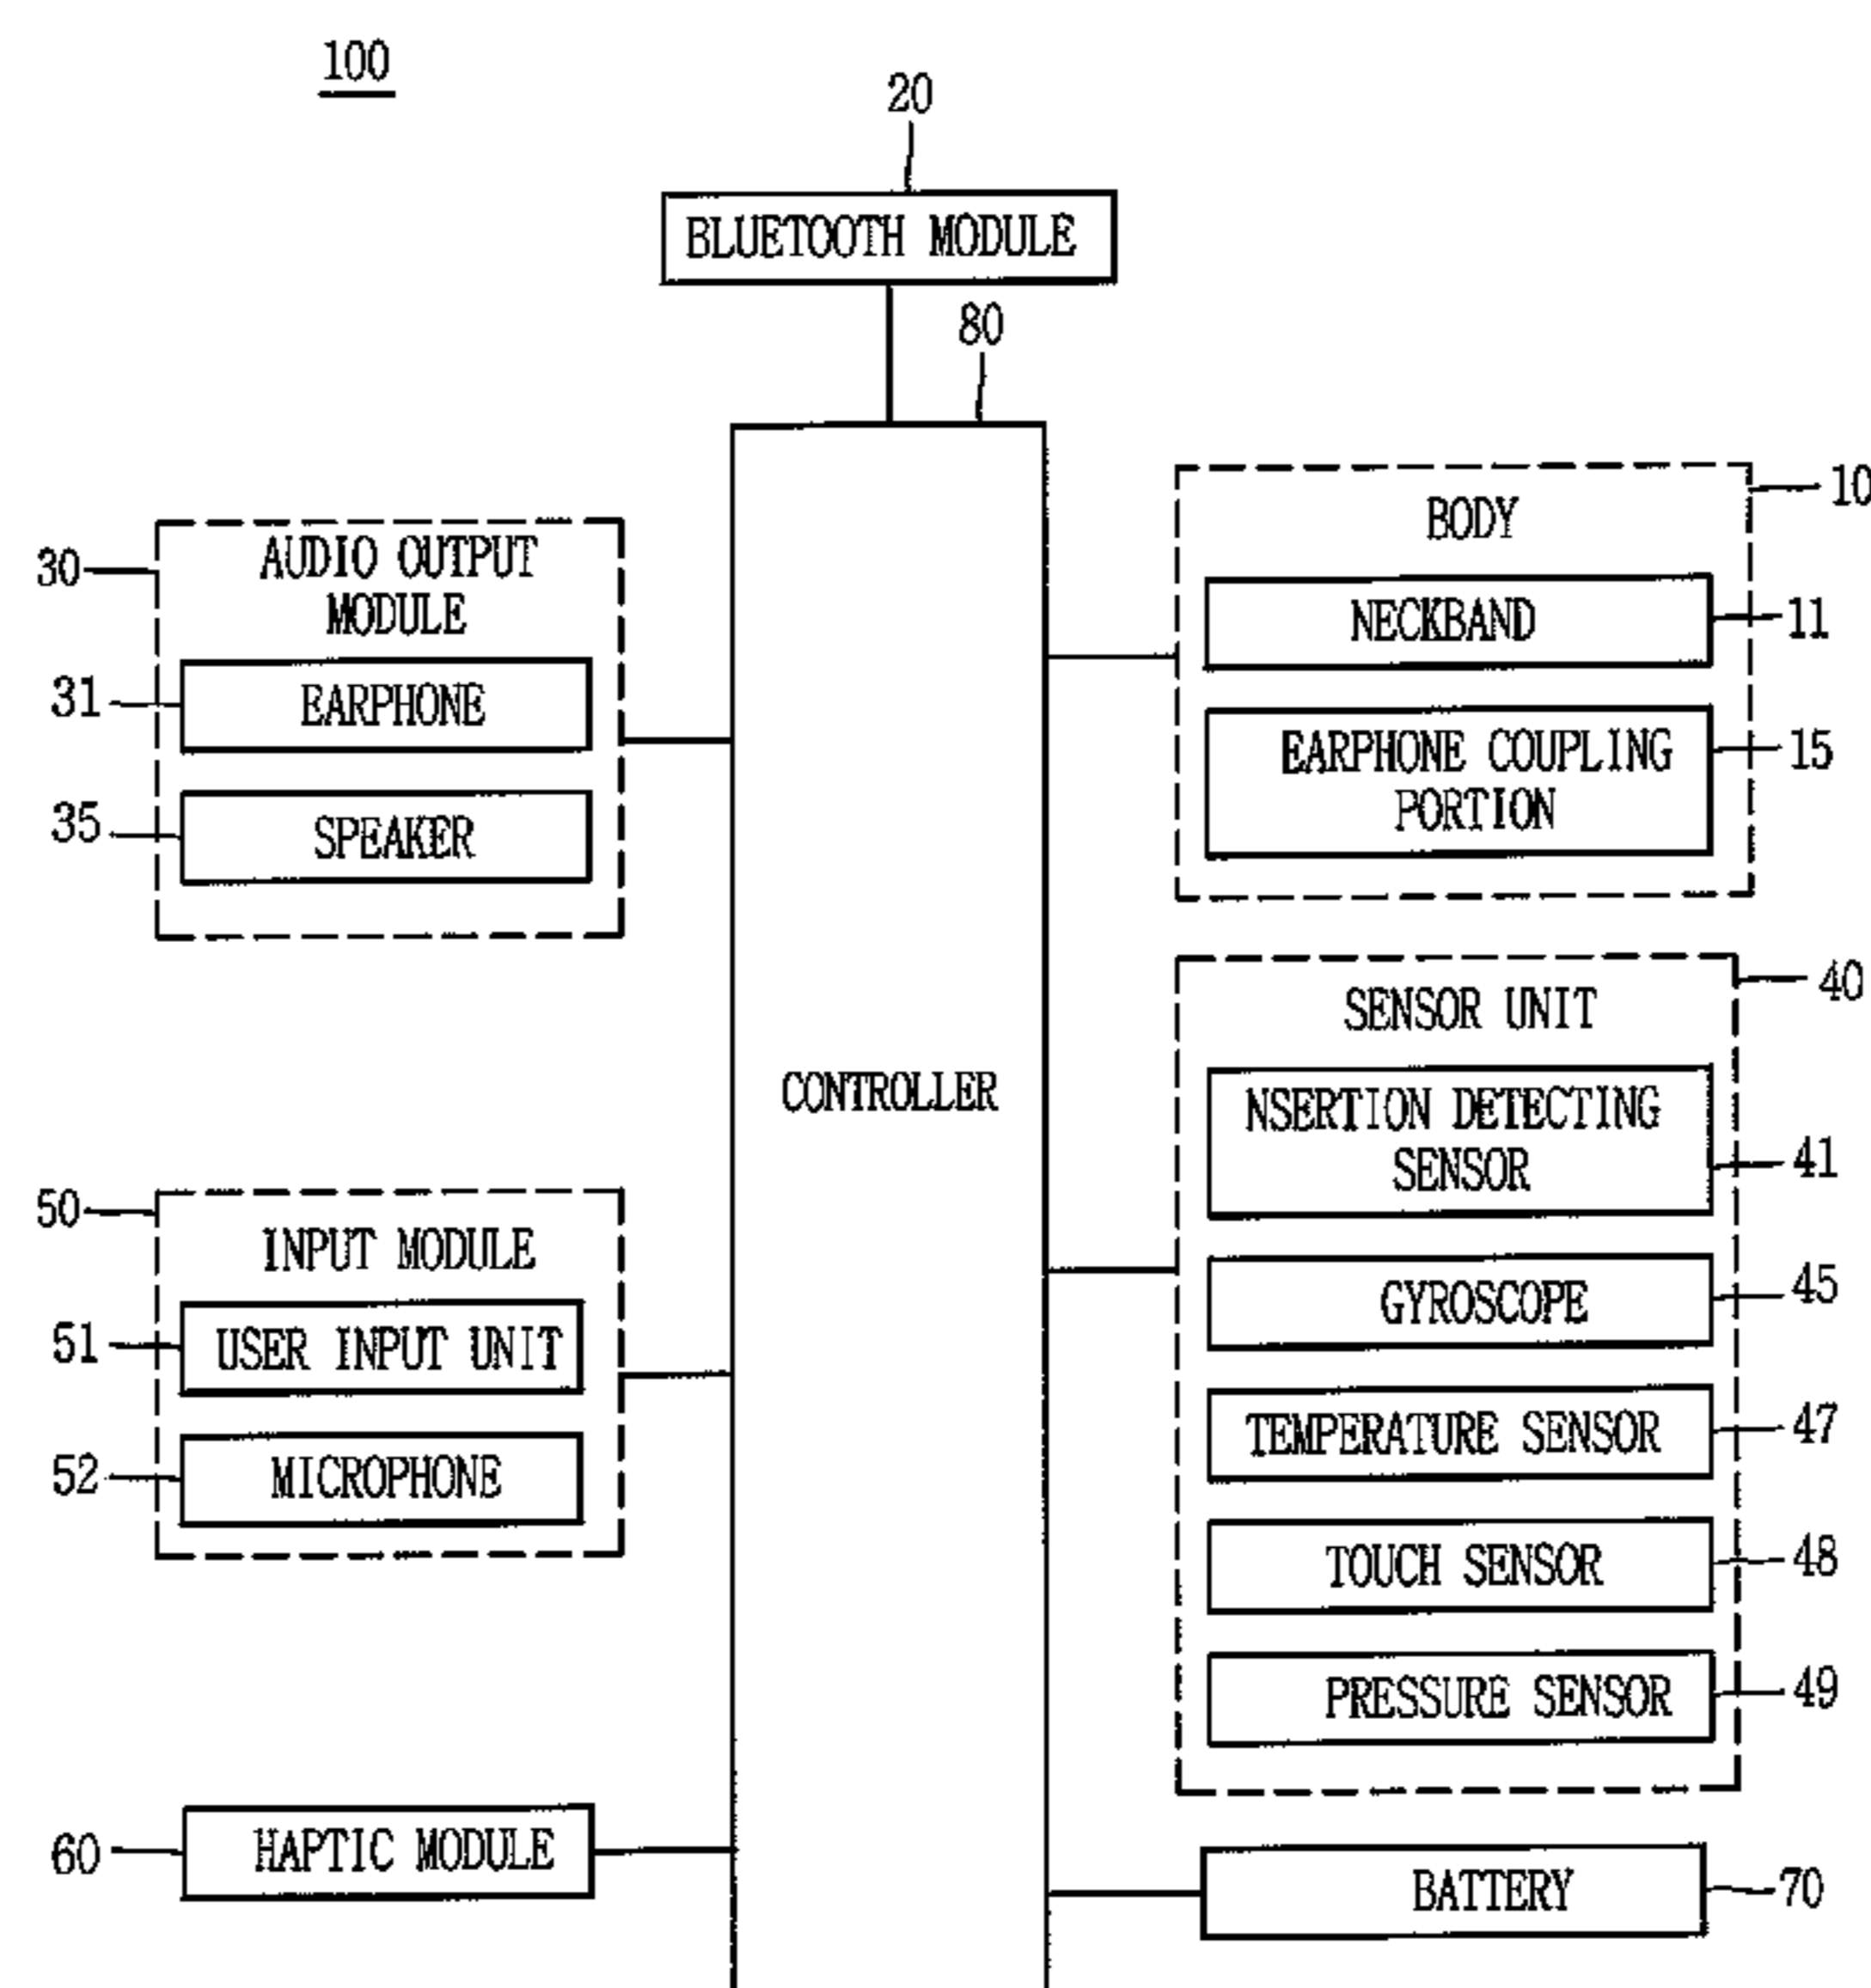 100
20
BLUETOOTH MODULE
80
CONTROLLER
30
AUDIO OUTPUT
MODULE
31
EARPHONE
35
SPEAKER
50
INPUT MODULE
51
USER INPUT UNIT
52
MICROPHONE
60
HAPTIC MODULE
10
BODY
NECKBAND
11
EARPHONE COUPLING
PORTION
15
40
SENSOR UNIT
NSERTION DETECTING
SENSOR
41
GYROSCOPE
45
TEMPERATURE SENSOR
47
TOUCH SENSOR
48
PRESSURE SENSOR
49
BATTERY
70